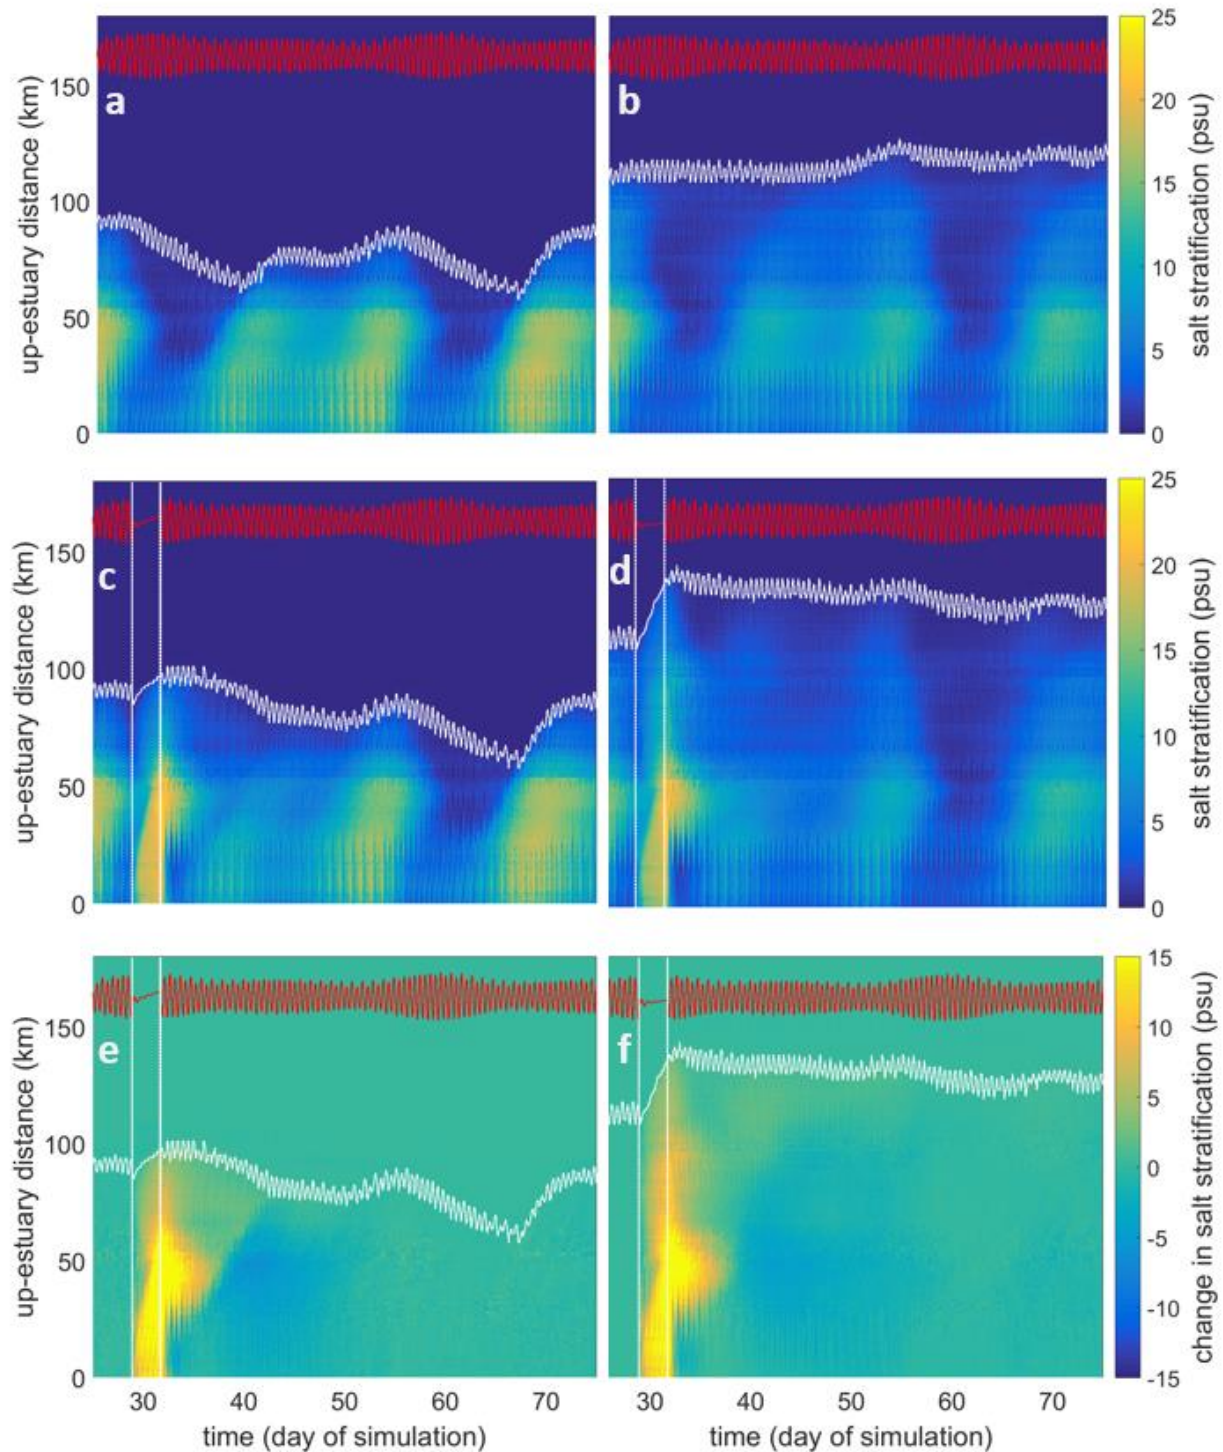 a
b
150
100
50
0
up-estuary distance (km)
25
20
15
10
5
0
salt stratification (psu)
c
d
150
100
50
0
up-estuary distance (km)
25
20
15
10
5
0
salt stratification (psu)
e
f
150
100
50
0
up-estuary distance (km)
15
10
5
0
-5
-10
-15
change in salt stratification (psu)
30 40 50 60 70
30 40 50 60 70
time (day of simulation)
time (day of simulation)